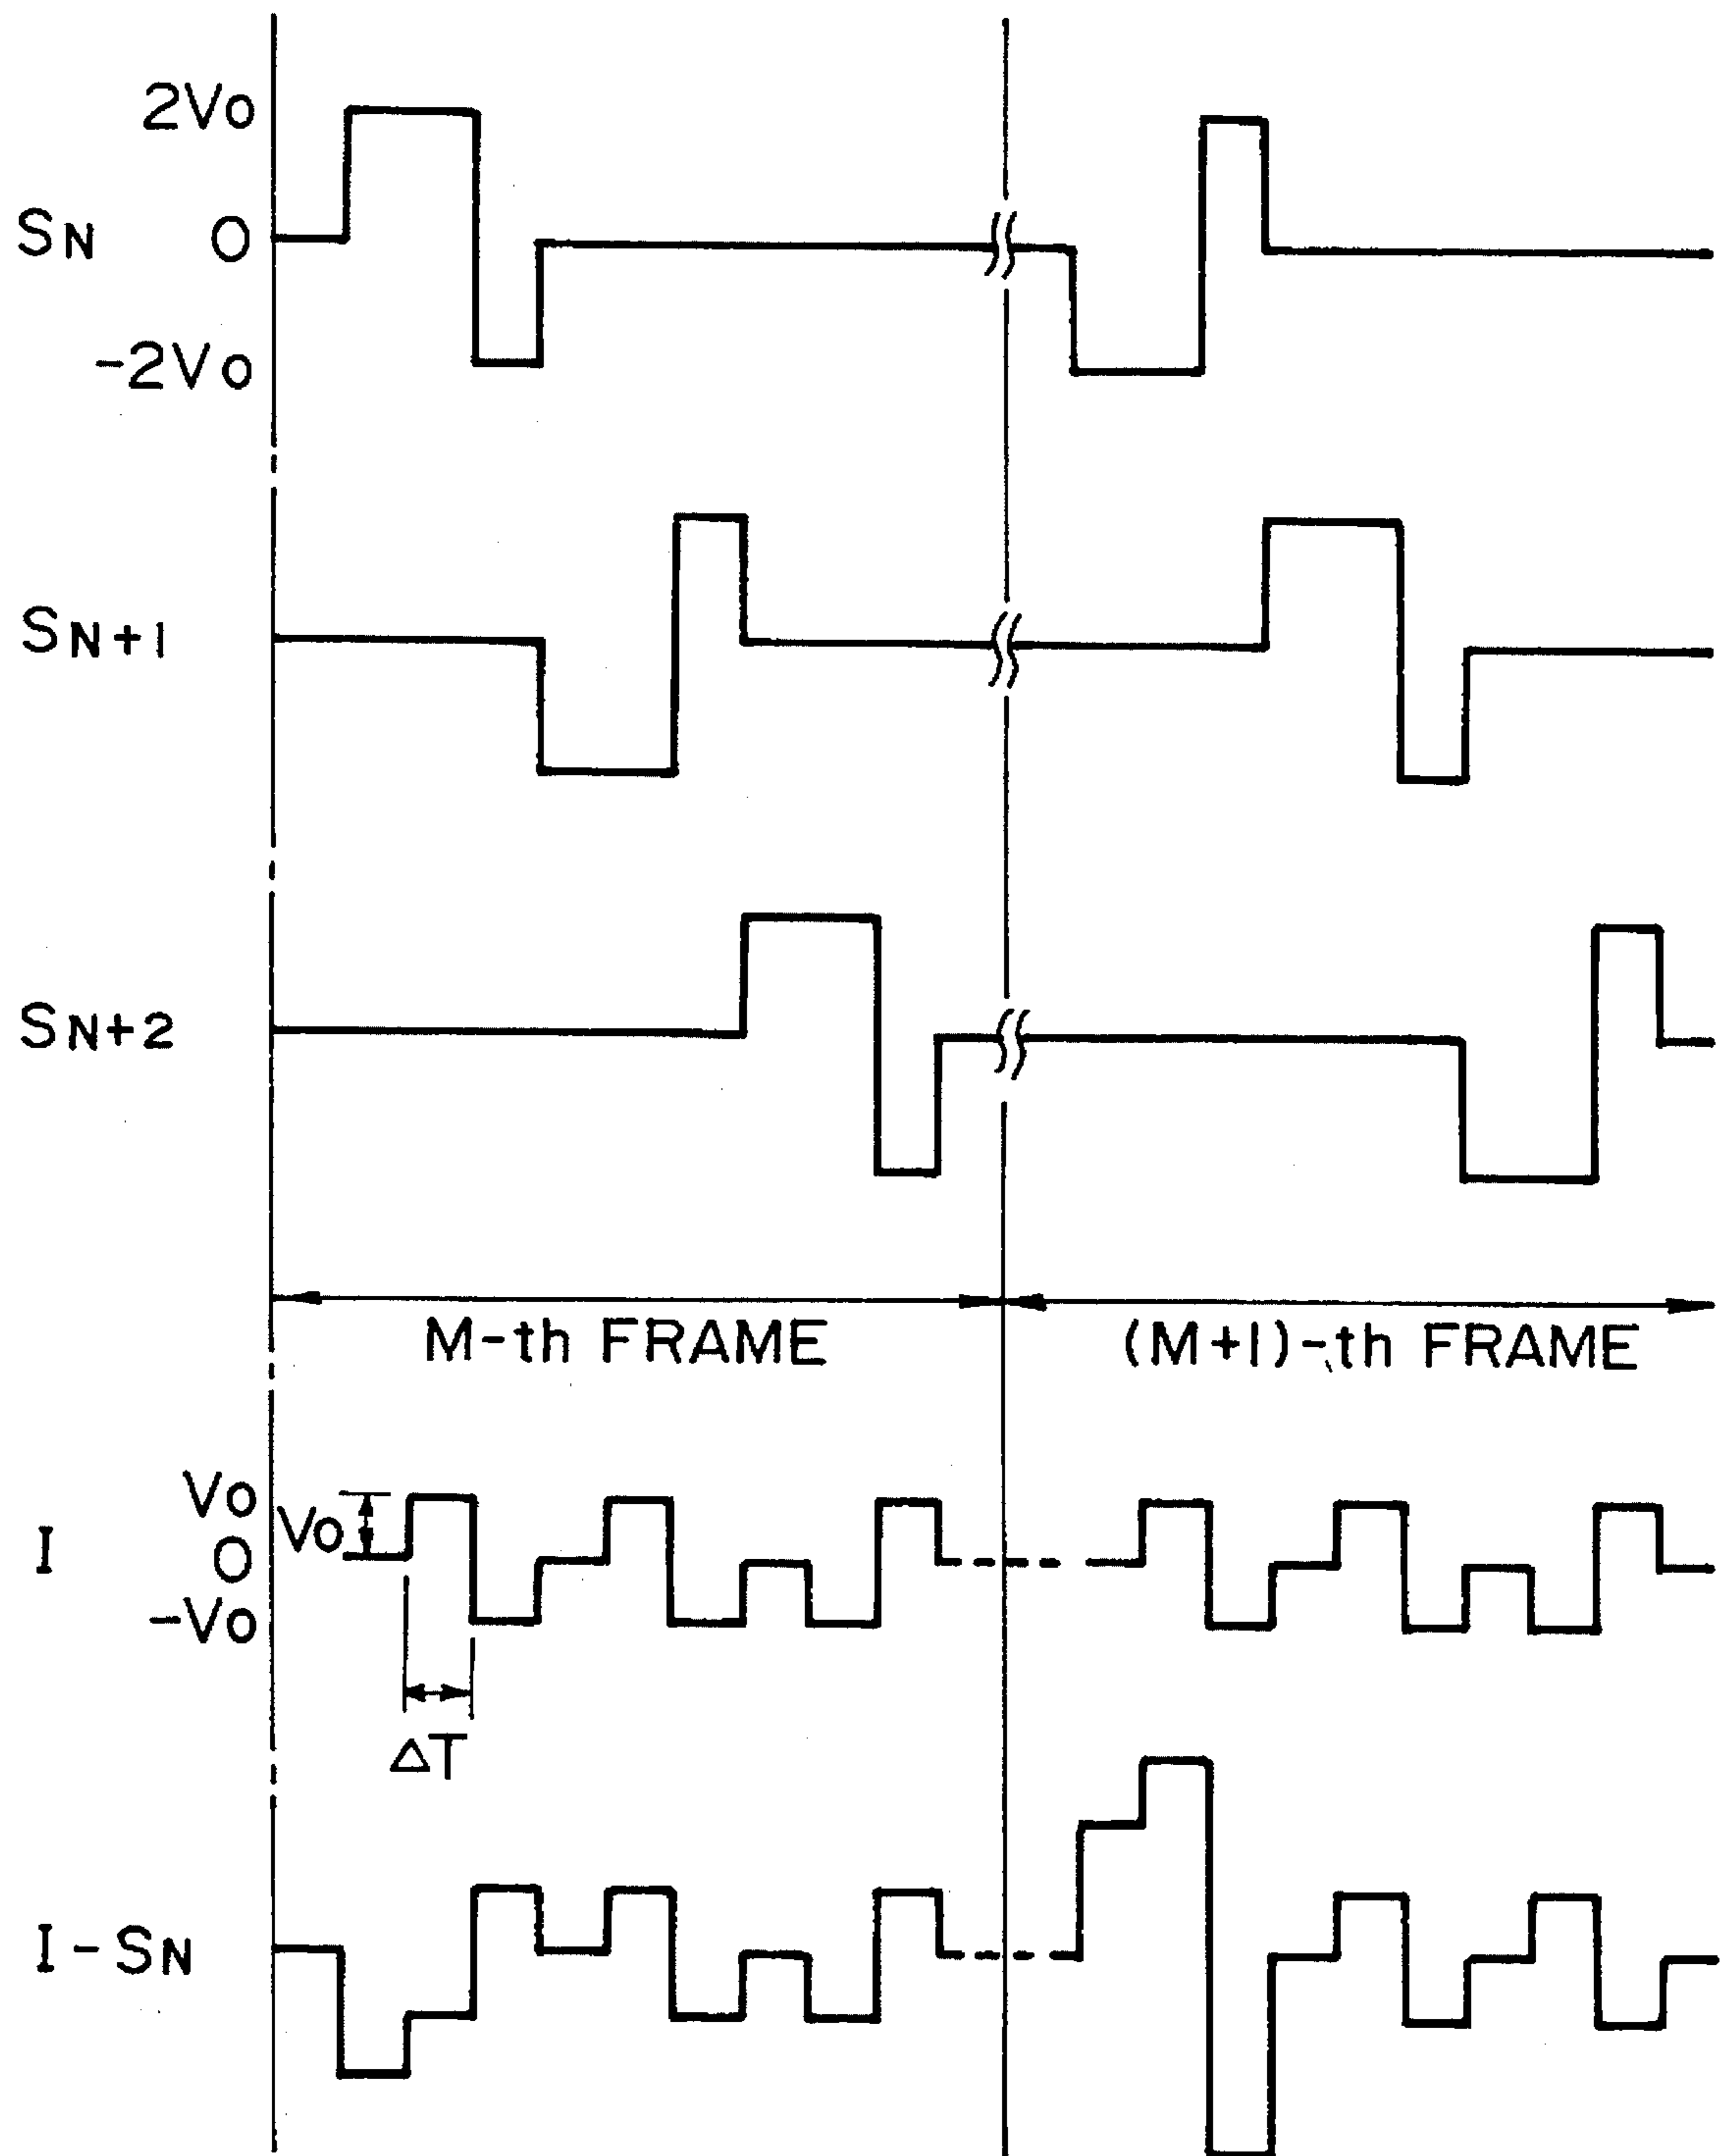 2Vo
SN 0
-2Vo
SN+1
SN+2
M-th FRAME (M+1)-th FRAME
Vo
Vo
I 0
-Vo
ΔT
I-SN